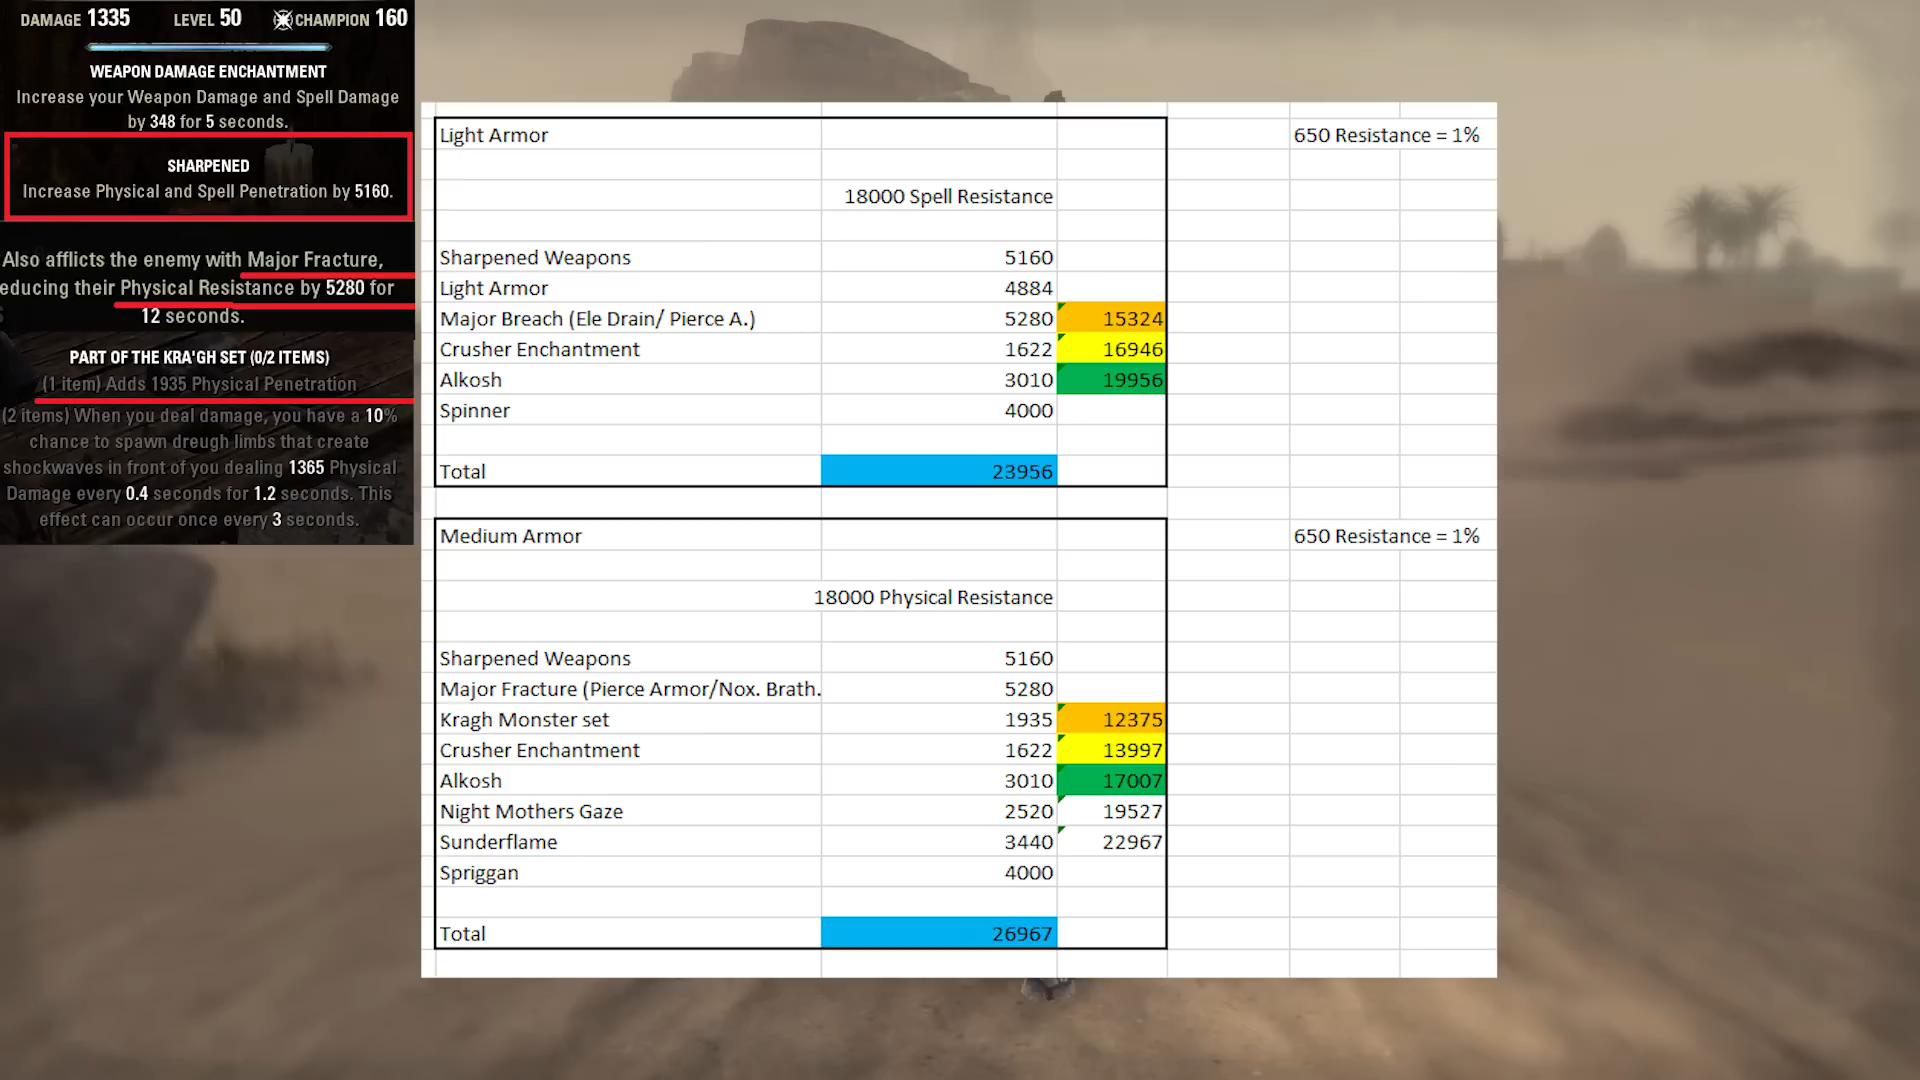 DAMAGE 1335 LEVEL 50 CHAMPION 160
WEAPON DAMAGE ENCHANTMENT
Increase your Weapon Damage and Spell Damage
by 348 for 5 seconds.
SHARPENED
Increase Physical and Spell Penetration by 5160.
Also afflicts the enemy with Major Fracture,
educing their Physical Resistance by 5280 for
12 seconds.
PART OF THE KRA'GH SET (0/2 ITEMS)
(1 item) Adds 1935 Physical Penetration
(2 items) When you deal damage, you have a 10%
chance to spawn dreugh limbs that create
shockwaves in front of you dealing 1365 Physical
Damage every 0.4 seconds for 1.2 seconds. This
effect can occur once every 3 seconds.
Light Armor 650 Resistance = 1%
18000 Spell Resistance
Sharpened Weapons 5160
Light Armor 4884
Major Breach (Ele Drain/ Pierce A.) 5280 15324
Crusher Enchantment 1622 16946
Alkosh 3010 19956
Spinner 4000
Total 23956
Medium Armor 650 Resistance = 1%
18000 Physical Resistance
Sharpened Weapons 5160
Major Fracture (Pierce Armor/Nox. Brath. 5280
Kragh Monster set 1935 12375
Crusher Enchantment 1622 13997
Alkosh 3010 17007
Night Mothers Gaze 2520 19527
Sunderflame 3440 22967
Spriggan 4000
Total 26967